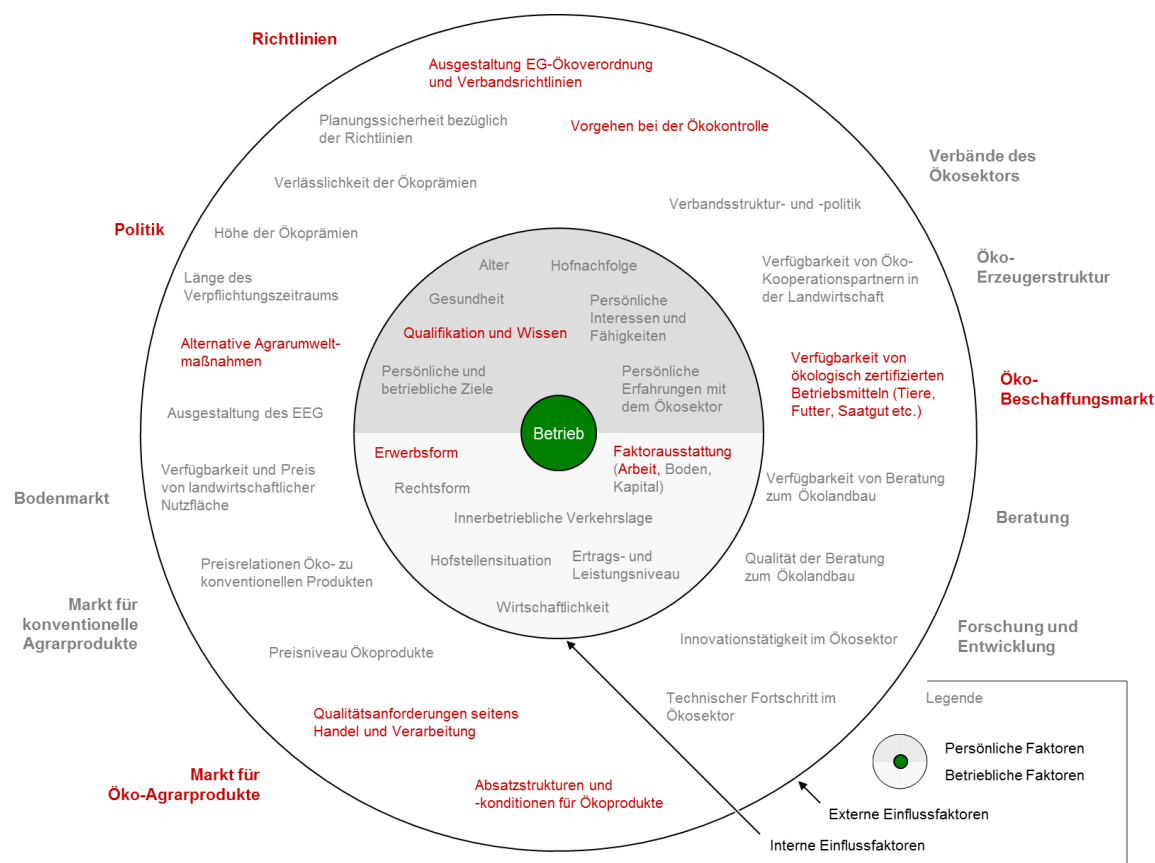 Richtlinien
Ausgestaltung EG-Ökoverordnung
und Verbandsrichtlinien
Planungssicherheit bezüglich
der Richtlinien
Vorgehen bei der Ökokontrolle
Verbände des
Ökosektors
Verlässlichkeit der Ökoprämien
Verbandsstruktur- und -politik
Politik
Höhe der Ökoprämien
Öko-
Erzeugerstruktur
Verfügbarkeit von Öko-
Kooperationspartnern in
der Landwirtschaft
Länge des
Verpflichtungszeitraums
Alter
Hofnachfolge
Gesundheit
Persönliche
Interessen und
Fähigkeiten
Qualifikation und Wissen
Alternative Agrarumwelt-
maßnahmen
Persönliche und
betriebliche Ziele
Persönliche
Erfahrungen mit
dem Ökosektor
Verfügbarkeit von
ökologisch zertifizierten
Betriebsmitteln (Tiere,
Futter, Saatgut etc.)
Öko-
Beschaffungsmarkt
Ausgestaltung des EEG
Betrieb
Erwerbsform
Faktorausstattung
(Arbeit, Boden,
Kapital)
Rechtsform
Bodenmarkt
Verfügbarkeit und Preis
von landwirtschaftlicher
Nutzfläche
Verfügbarkeit von Beratung
zum Ökolandbau
Beratung
Innerbetriebliche Verkehrslage
Hofstellensituation
Ertrags- und
Leistungsniveau
Preisrelationen Öko- zu
konventionellen Produkten
Qualität der Beratung
zum Ökolandbau
Wirtschaftlichkeit
Markt für
konventionelle
Agrarprodukte
Innovationstätigkeit im Ökosektor
Forschung und
Entwicklung
Preisniveau Ökoprodukte
Technischer Fortschritt im
Ökosektor
Qualitätsanforderungen seitens
Handel und Verarbeitung
Markt für
Öko-Agrarprodukte
Absatzstrukturen und
-konditionen für Ökoprodukte
Legende
Persönliche Faktoren
Betriebliche Faktoren
Externe Einflussfaktoren
Interne Einflussfaktoren